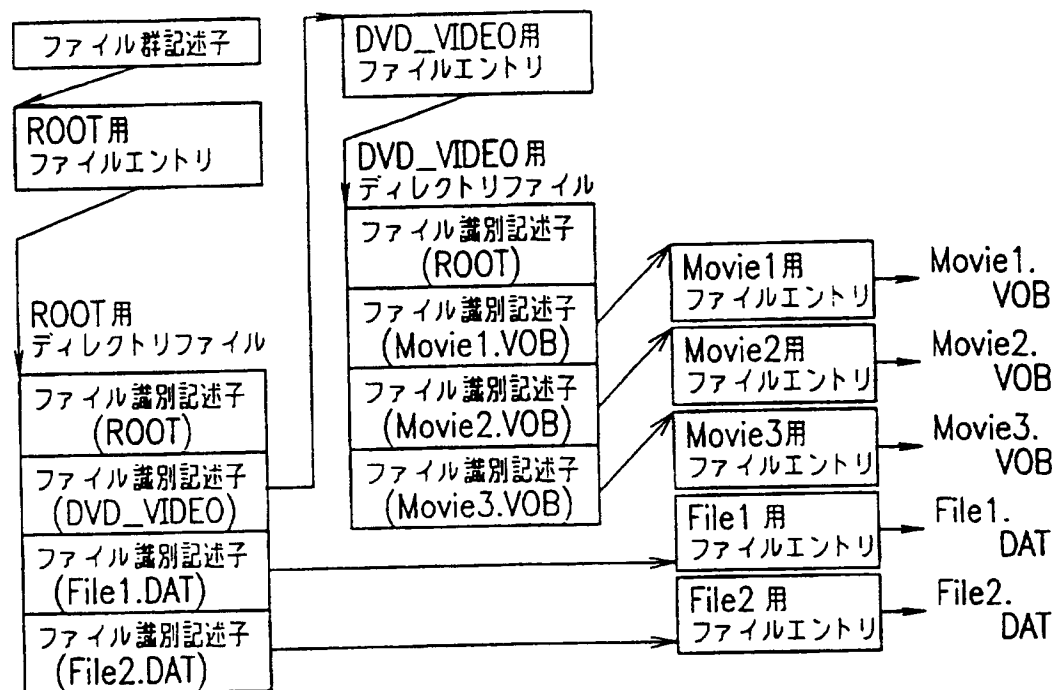 ファイル群記述子
ROOT用
ファイルエントリ
ROOT用
ディレクトリファイル
ファイル識別記述子
(ROOT)
ファイル識別記述子
(DVD_VIDEO)
ファイル識別記述子
(File1.DAT)
ファイル識別記述子
(File2.DAT)
DVD_VIDEO用
ファイルエントリ
DVD_VIDEO用
ディレクトリファイル
ファイル識別記述子
(ROOT)
ファイル識別記述子
(Movie1.VOB)
ファイル識別記述子
(Movie2.VOB)
ファイル識別記述子
(Movie3.VOB)
Movie1用
ファイルエントリ
Movie2用
ファイルエントリ
Movie3用
ファイルエントリ
File1用
ファイルエントリ
File2用
ファイルエントリ
Movie1.
VOB
Movie2.
VOB
Movie3.
VOB
File1.
DAT
File2.
DAT